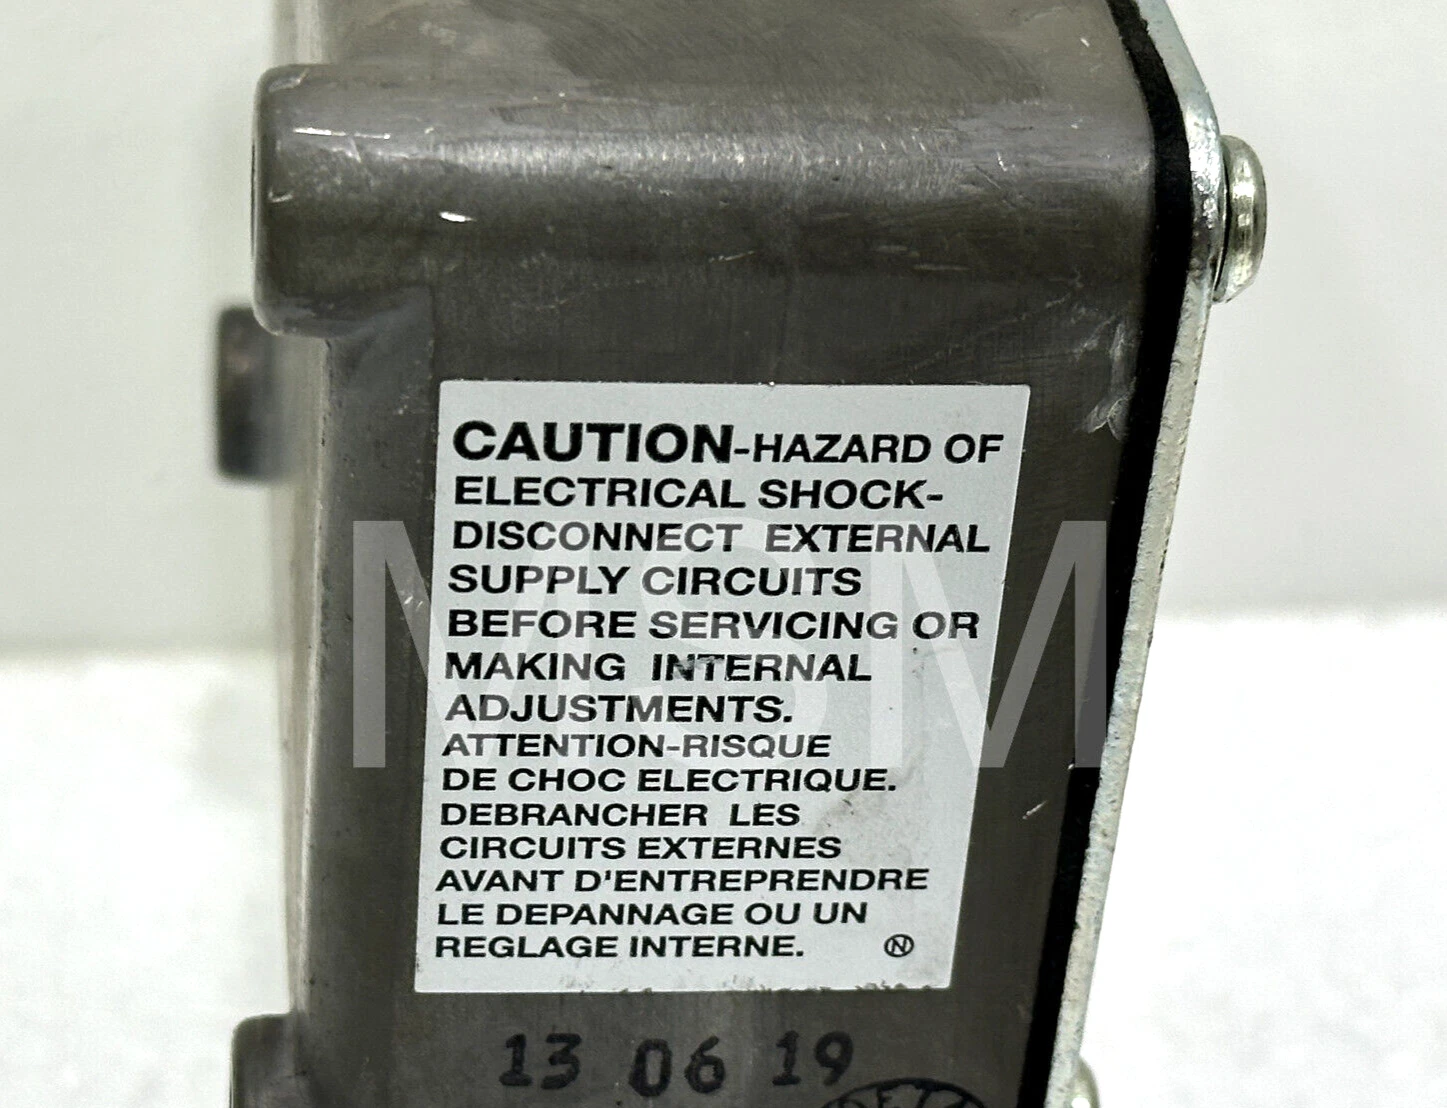 CAUTION-HAZARD OF
ELECTRICAL SHOCK-
DISCONNECT EXTERNAL
SUPPLY CIRCUITS
BEFORE SERVICING OR
MAKING INTERNAL
ADJUSTMENTS.
ATTENTION-RISQUE
DE CHOC ELECTRIQUE.
DEBRANCHER LES
CIRCUITS EXTERNES
AVANT D'ENTREPRENDRE
LE DEPANNAGE OU UN
REGLAGE INTERNE. N
13 06 19
MSM